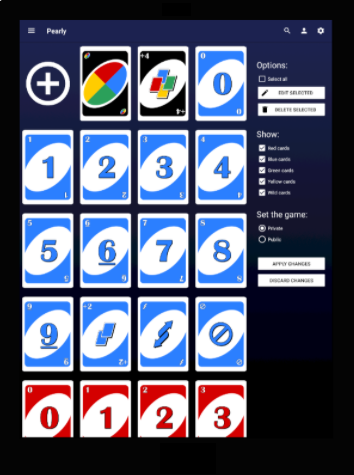 Pearly
+4
0
0
+4
Options:
Select all
EDIT SELECTED
DELETE SELECTED
1
2
3
4
1
2
3
4
1
2
3
4
Show:
Red cards
Blue cards
Green cards
Yellow cards
Wild cards
5
6
7
8
5
6
7
8
5
6
7
8
Set the game:
Private
Public
APPLY CHANGES
DISCARD CHANGES
9
+2
9
9
+2
0
1
2
3
0
1
2
3